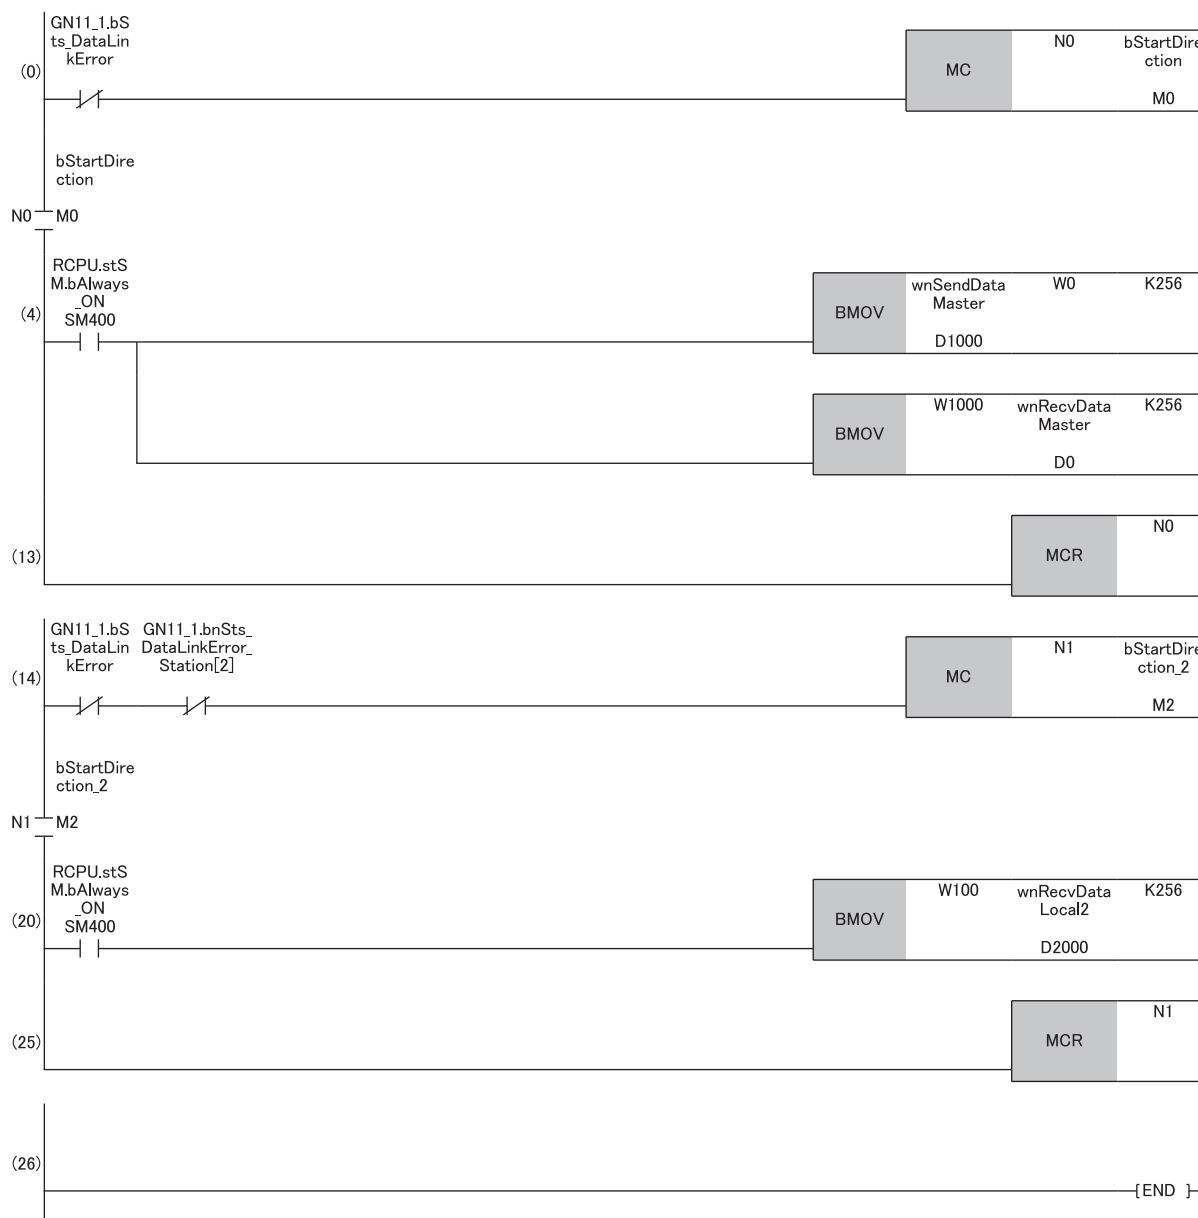 GN11_1.bS
ts_DataLin
kError
(0)
MC
N0
bStartDire
ction
M0
bStartDire
ction
N0
M0
RCPU.stS
M.bAlways
_ON
SM400
(4)
BMOV
wnSendData
Master
D1000
W0
K256
BMOV
W1000
wnRecvData
Master
D0
K256
(13)
MCR
N0
GN11_1.bS
ts_DataLin
kError
GN11_1.bnSts_
DataLinkError_
Station[2]
(14)
MC
N1
bStartDire
ction_2
M2
bStartDire
ction_2
N1
M2
RCPU.stS
M.bAlways
_ON
SM400
(20)
BMOV
W100
wnRecvData
Local2
D2000
K256
(25)
MCR
N1
(26)
[END ]